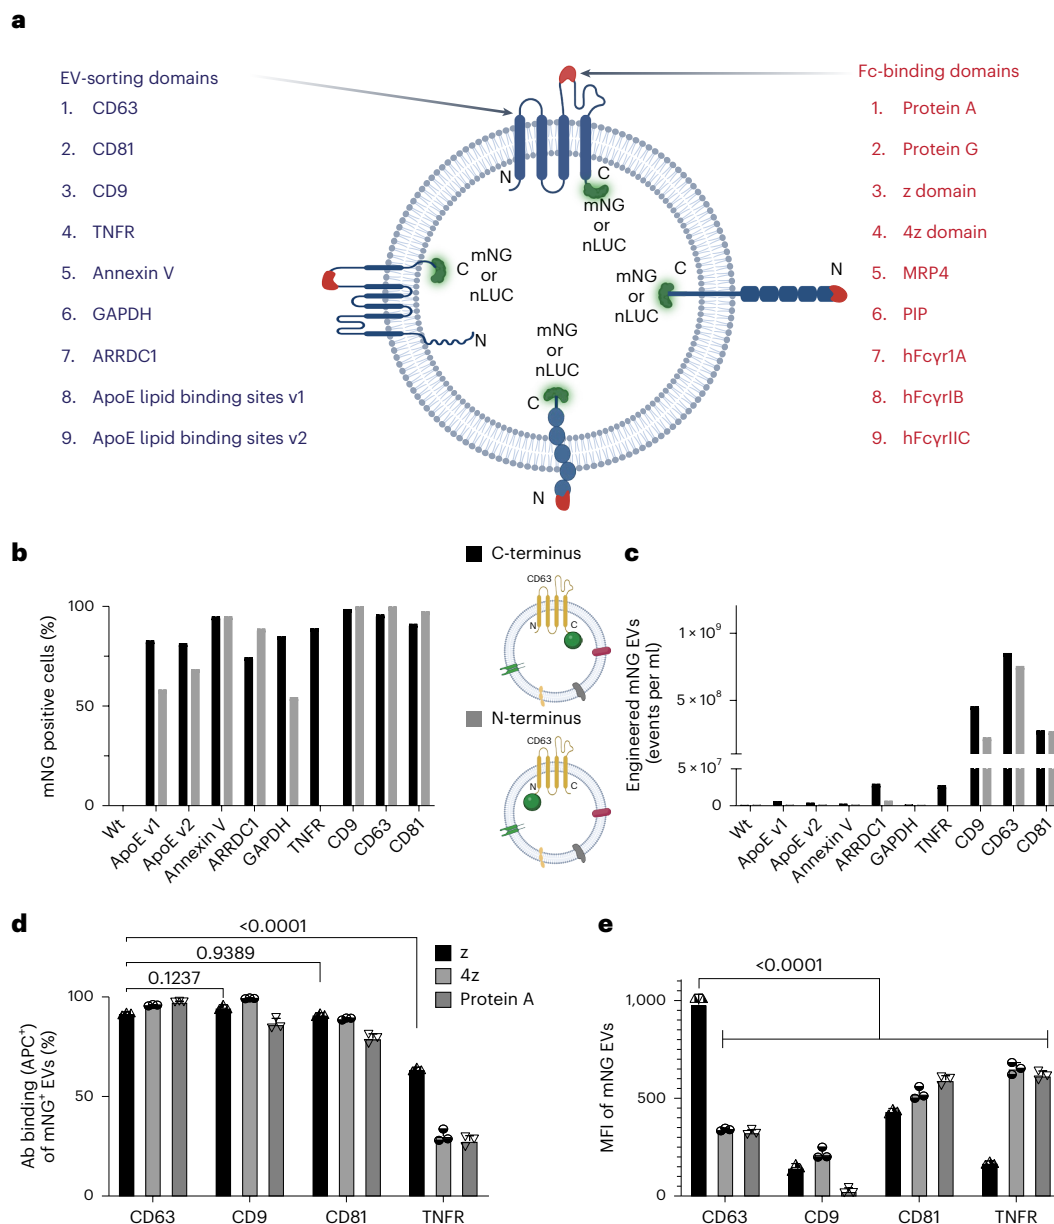 a
EV-sorting domains
1. CD63
2. CD81
3. CD9
4. TNFR
5. Annexin V
6. GAPDH
7. ARRDC1
8. ApoE lipid binding sites v1
9. ApoE lipid binding sites v2
Fc-binding domains
1. Protein A
2. Protein G
3. z domain
4. 4z domain
5. MRP4
6. PIP
7. hFcγr1A
8. hFcγrIB
9. hFcγrIIC
N
C
mNG
or
nLUC
C
mNG
or
nLUC
N
mNG
or
nLUC
C
N
mNG
or
nLUC
C
N
b
mNG positive cells (%)
100
50
0
Wt
ApoE v1
ApoE v2
Annexin V
ARRDC1
GAPDH
TNFR
CD9
CD63
CD81
C-terminus
CD63
N
C
N-terminus
CD63
N
C
c
Engineered mNG EVs
(events per ml)
1 × 10⁹
5 × 10⁸
5 × 10⁷
0
Wt
ApoE v1
ApoE v2
Annexin V
ARRDC1
GAPDH
TNFR
CD9
CD63
CD81
d
<0.0001
0.9389
0.1237
z
4z
Protein A
Ab binding (APC⁺)
of mNG⁺ EVs (%)
100
50
0
CD63
CD9
CD81
TNFR
e
<0.0001
MFI of mNG EVs
1,000
500
0
CD63
CD9
CD81
TNFR